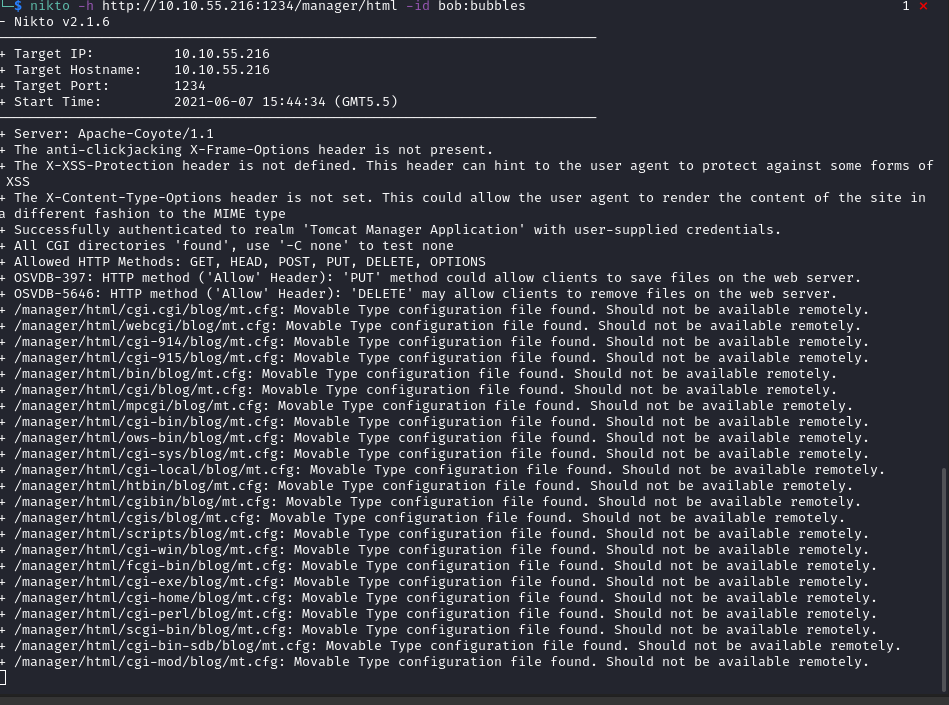 └─$ nikto -h http://10.10.55.216:1234/manager/html -id bob:bubbles 1 ✕
- Nikto v2.1.6
+ Target IP: 10.10.55.216
+ Target Hostname: 10.10.55.216
+ Target Port: 1234
+ Start Time: 2021-06-07 15:44:34 (GMT5.5)
+ Server: Apache-Coyote/1.1
+ The anti-clickjacking X-Frame-Options header is not present.
+ The X-XSS-Protection header is not defined. This header can hint to the user agent to protect against some forms of
XSS
+ The X-Content-Type-Options header is not set. This could allow the user agent to render the content of the site in
a different fashion to the MIME type
+ Successfully authenticated to realm 'Tomcat Manager Application' with user-supplied credentials.
+ All CGI directories 'found', use '-C none' to test none
+ Allowed HTTP Methods: GET, HEAD, POST, PUT, DELETE, OPTIONS
+ OSVDB-397: HTTP method ('Allow' Header): 'PUT' method could allow clients to save files on the web server.
+ OSVDB-5646: HTTP method ('Allow' Header): 'DELETE' may allow clients to remove files on the web server.
+ /manager/html/cgi.cgi/blog/mt.cfg: Movable Type configuration file found. Should not be available remotely.
+ /manager/html/webcgi/blog/mt.cfg: Movable Type configuration file found. Should not be available remotely.
+ /manager/html/cgi-914/blog/mt.cfg: Movable Type configuration file found. Should not be available remotely.
+ /manager/html/cgi-915/blog/mt.cfg: Movable Type configuration file found. Should not be available remotely.
+ /manager/html/bin/blog/mt.cfg: Movable Type configuration file found. Should not be available remotely.
+ /manager/html/cgi/blog/mt.cfg: Movable Type configuration file found. Should not be available remotely.
+ /manager/html/mpcgi/blog/mt.cfg: Movable Type configuration file found. Should not be available remotely.
+ /manager/html/cgi-bin/blog/mt.cfg: Movable Type configuration file found. Should not be available remotely.
+ /manager/html/ows-bin/blog/mt.cfg: Movable Type configuration file found. Should not be available remotely.
+ /manager/html/cgi-sys/blog/mt.cfg: Movable Type configuration file found. Should not be available remotely.
+ /manager/html/cgi-local/blog/mt.cfg: Movable Type configuration file found. Should not be available remotely.
+ /manager/html/htbin/blog/mt.cfg: Movable Type configuration file found. Should not be available remotely.
+ /manager/html/cgibin/blog/mt.cfg: Movable Type configuration file found. Should not be available remotely.
+ /manager/html/cgis/blog/mt.cfg: Movable Type configuration file found. Should not be available remotely.
+ /manager/html/scripts/blog/mt.cfg: Movable Type configuration file found. Should not be available remotely.
+ /manager/html/cgi-win/blog/mt.cfg: Movable Type configuration file found. Should not be available remotely.
+ /manager/html/fcgi-bin/blog/mt.cfg: Movable Type configuration file found. Should not be available remotely.
+ /manager/html/cgi-exe/blog/mt.cfg: Movable Type configuration file found. Should not be available remotely.
+ /manager/html/cgi-home/blog/mt.cfg: Movable Type configuration file found. Should not be available remotely.
+ /manager/html/cgi-perl/blog/mt.cfg: Movable Type configuration file found. Should not be available remotely.
+ /manager/html/scgi-bin/blog/mt.cfg: Movable Type configuration file found. Should not be available remotely.
+ /manager/html/cgi-bin-sdb/blog/mt.cfg: Movable Type configuration file found. Should not be available remotely.
+ /manager/html/cgi-mod/blog/mt.cfg: Movable Type configuration file found. Should not be available remotely.